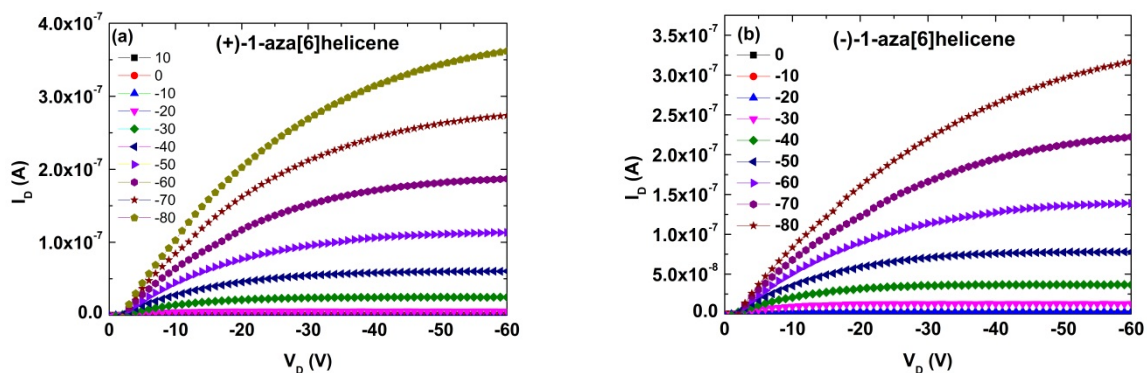 (a) (+)-1-aza[6]helicene
4.0x10⁻⁷
3.0x10⁻⁷
2.0x10⁻⁷
1.0x10⁻⁷
0.0
I_D (A)
10
0
-10
-20
-30
-40
-50
-60
-70
-80
0 -10 -20 -30 -40 -50 -60
V_D (V)
(b) (-)-1-aza[6]helicene
3.5x10⁻⁷
3.0x10⁻⁷
2.5x10⁻⁷
2.0x10⁻⁷
1.5x10⁻⁷
1.0x10⁻⁷
5.0x10⁻⁸
0.0
I_D (A)
0
-10
-20
-30
-40
-50
-60
-70
-80
0 -10 -20 -30 -40 -50 -60
V_D (V)